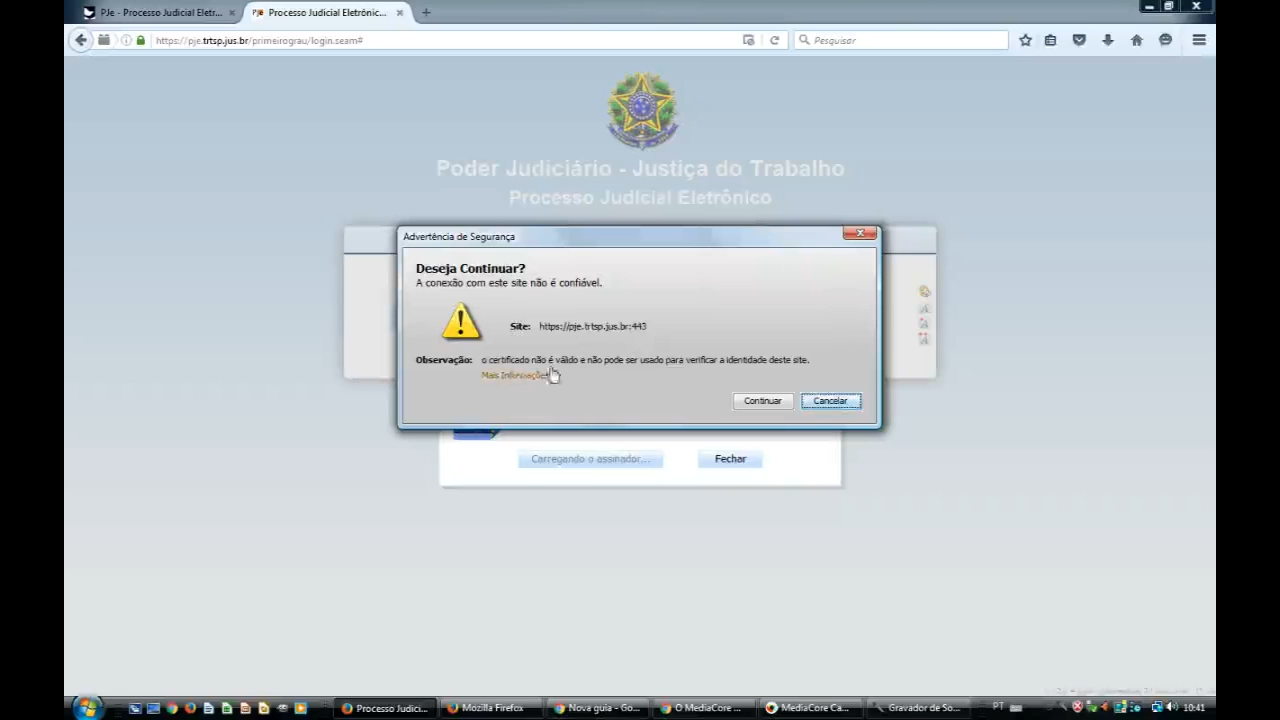 PJe - Processo Judicial Eletr...
PJe Processo Judicial Eletrônic...
https://pje.trtsp.jus.br/primeirograu/login.seam#
Pesquisar
Poder Judiciário - Justiça do Trabalho
Processo Judicial Eletrônico
Advertência de Segurança
Deseja Continuar?
A conexão com este site não é confiável.
Site: https://pje.trtsp.jus.br:443
Observação: o certificado não é válido e não pode ser usado para verificar a identidade deste site.
Mais Informações
Continuar Cancelar
Carregando o assinador... Fechar
Processo Judici... Mozilla Firefox Nova guia - Go... O MediaCore ... MediaCore Ca... Gravador de So... PT 10:41